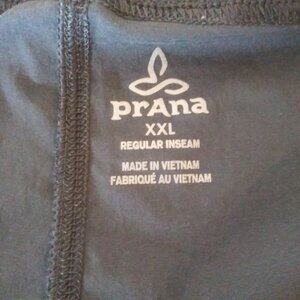 prAna
XXL
REGULAR INSEAM
MADE IN VIETNAM
FABRIQUÉ AU VIETNAM